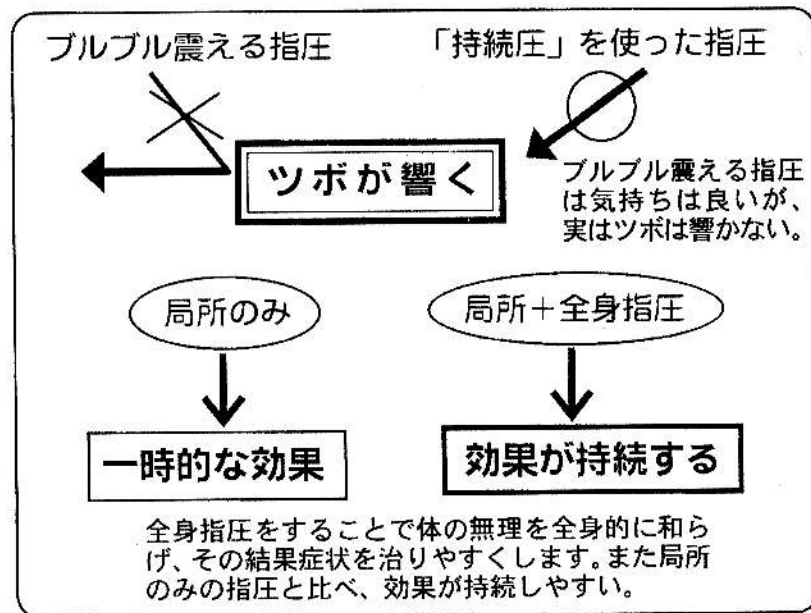 ブルブル震える指圧
「持続圧」を使った指圧
ツボが響く
ブルブル震える指圧
は気持ちは良いが、
実はツボは響かない。
局所のみ
局所＋全身指圧
一時的な効果
効果が持続する
全身指圧をすることで体の無理を全身的に和ら
げ、その結果症状を治りやすくします。また局所
のみの指圧と比べ、効果が持続しやすい。